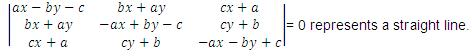 |ax − by − c   bx + ay   cx + a|
|bx + ay   −ax + by − c   cy + b| = 0 represents a straight line.
|cx + a   cy + b   −ax − by + c|